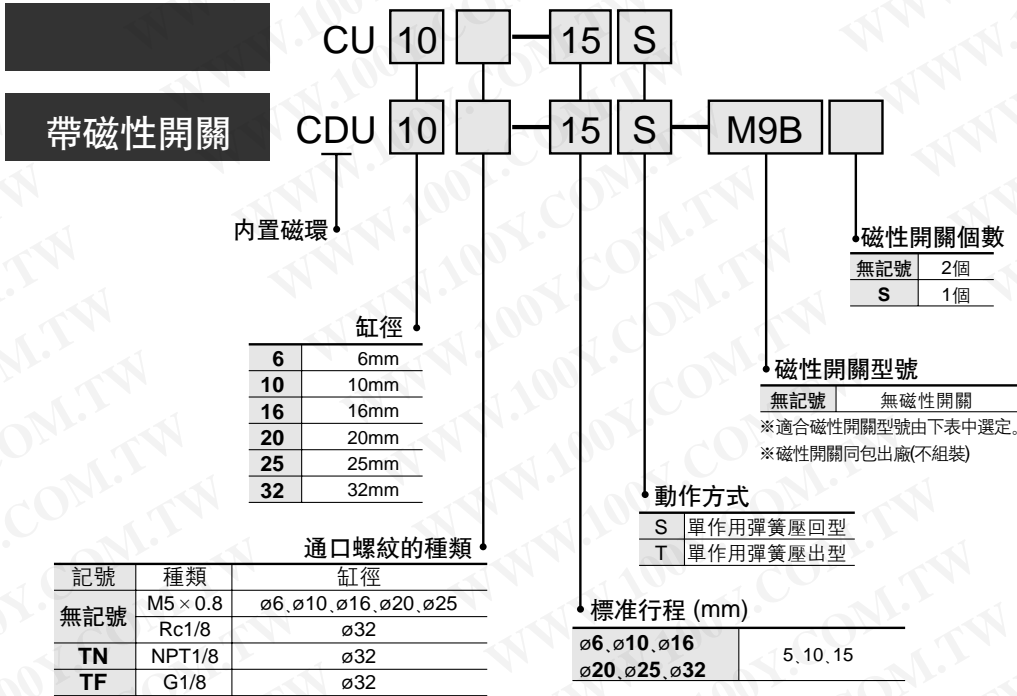 CU 10 15 S
帶磁性開關 CDU 10 15 S M9B
内置磁環
磁性開關個數
無記號 2個
S 1個
缸徑
6 6mm
10 10mm
16 16mm
20 20mm
25 25mm
32 32mm
磁性開關型號
無記號 無磁性開關
※適合磁性開關型號由下表中選定。
※磁性開關同包出廠(不組裝)
動作方式
S 單作用彈簧壓回型
T 單作用彈簧壓出型
通口螺紋的種類
記號 種類 缸徑
無記號 M5×0.8 ø6、ø10、ø16、ø20、ø25
Rc1/8 ø32
TN NPT1/8 ø32
TF G1/8 ø32
標准行程 (mm)
ø6、ø10、ø16
ø20、ø25、ø32 5、10、15
WWW.100Y.COM.TW